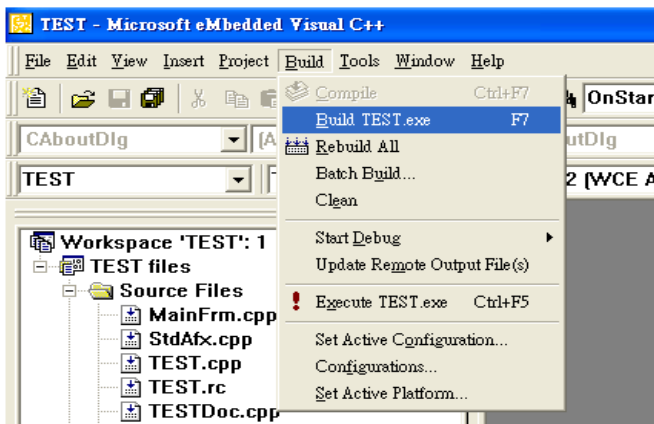 TEST - Microsoft eMbedded Visual C++
File Edit View Insert Project Build Tools Window Help
Compile Ctrl+F7
OnStar
Build TEST.exe F7
CAboutDlg
Rebuild All
TEST
Batch Build...
2 (WCE A
Clean
Workspace 'TEST': 1
Start Debug
TEST files
Update Remote Output File(s)
Source Files
Execute TEST.exe Ctrl+F5
MainFrm.cpp
StdAfx.cpp
Set Active Configuration...
TEST.cpp
Configurations...
TEST.rc
Set Active Platform...
TESTDoc.cpp